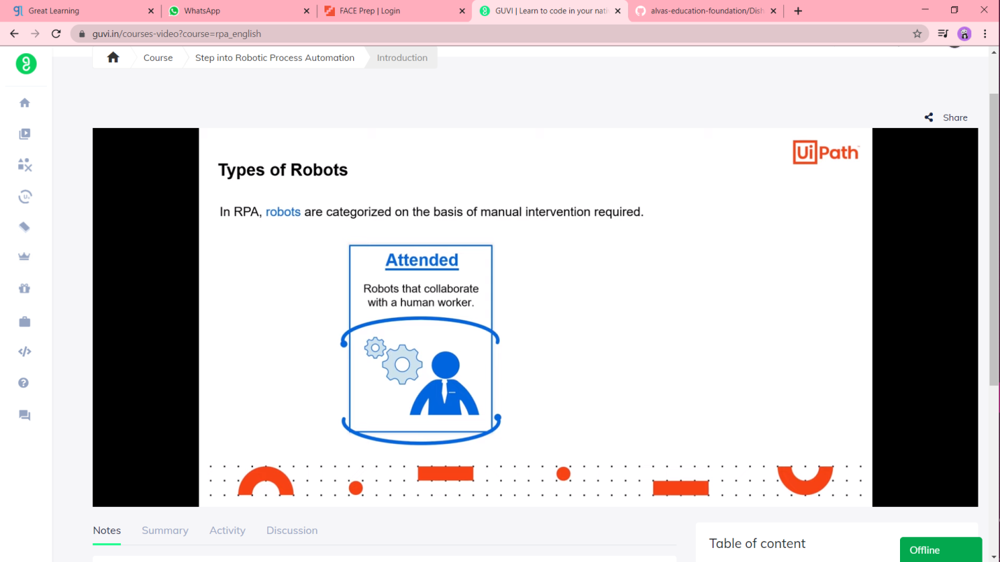 Great Learning
WhatsApp
FACE Prep | Login
GUVI | Learn to code in your nati
alvas-education-foundation/Dish
guvi.in/courses-video?course=rpa_english
Course
Step into Robotic Process Automation
Introduction
Share
UiPath
Types of Robots
In RPA, robots are categorized on the basis of manual intervention required.
Attended
Robots that collaborate
with a human worker.
Notes
Summary
Activity
Discussion
Table of content
Offline